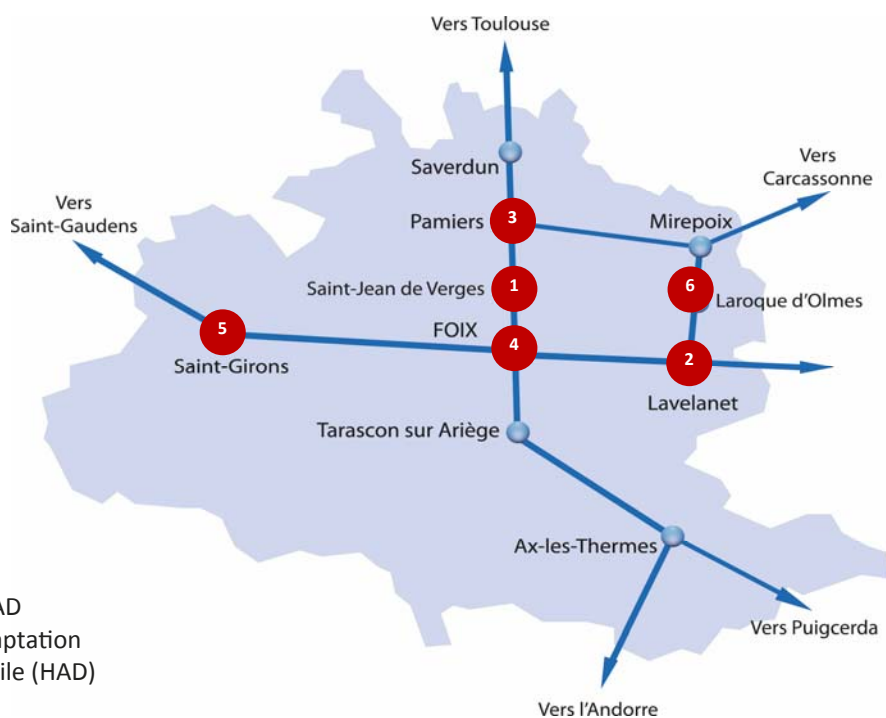 Vers Toulouse
Saverdun
Vers
Carcassonne
Vers
Saint-Gaudens
Pamiers
3
Mirepoix
Saint-Jean de Verges
1
6
Laroque d'Olmes
5
FOIX
4
2
Saint-Girons
Lavelanet
Tarascon sur Ariège
Ax-les-Thermes
AD
ptation
ile (HAD)
Vers Puigcerda
Vers l'Andorre